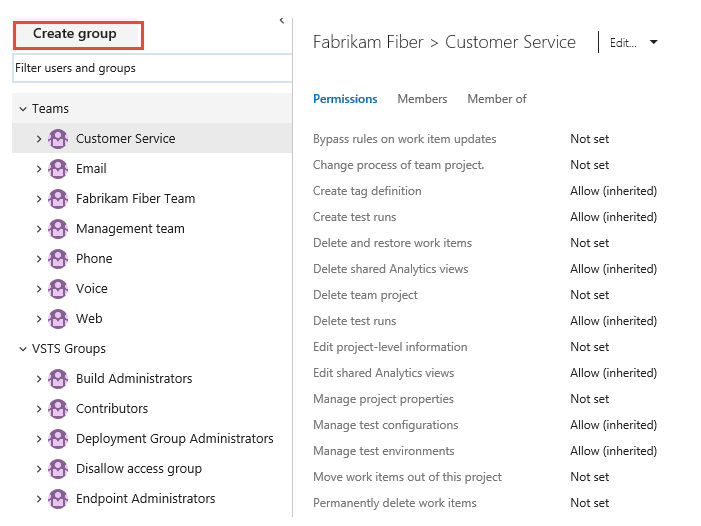 Create group
Filter users and groups
Teams
Customer Service
Email
Fabrikam Fiber Team
Management team
Phone
Voice
Web
VSTS Groups
Build Administrators
Contributors
Deployment Group Administrators
Disallow access group
Endpoint Administrators
Fabrikam Fiber > Customer Service Edit...
Permissions Members Member of
Bypass rules on work item updates Not set
Change process of team project. Not set
Create tag definition Allow (inherited)
Create test runs Allow (inherited)
Delete and restore work items Not set
Delete shared Analytics views Allow (inherited)
Delete team project Not set
Delete test runs Allow (inherited)
Edit project-level information Not set
Edit shared Analytics views Allow (inherited)
Manage project properties Not set
Manage test configurations Allow (inherited)
Manage test environments Allow (inherited)
Move work items out of this project Not set
Permanently delete work items Not set